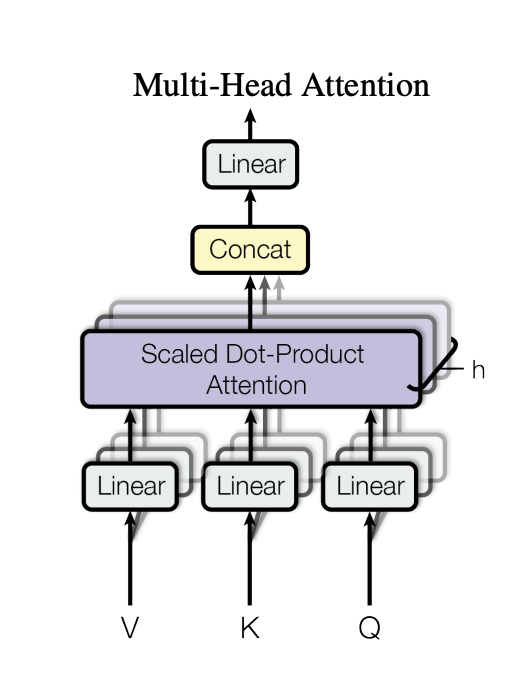 Multi-Head Attention
Linear
Concat
Scaled Dot-Product
Attention
h
Linear Linear Linear
V K Q